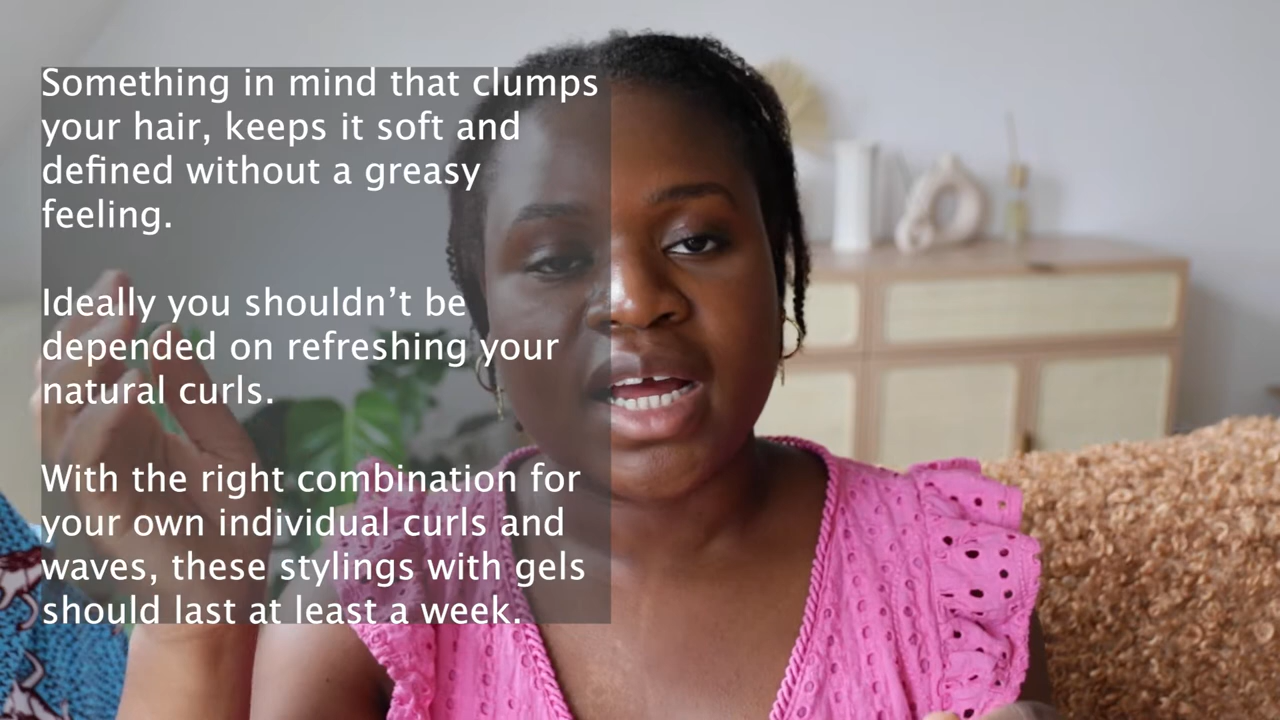 Something in mind that clumps
your hair, keeps it soft and
defined without a greasy
feeling.
Ideally you shouldn’t be
depended on refreshing your
natural curls.
With the right combination for
your own individual curls and
waves, these stylings with gels
should last at least a week.